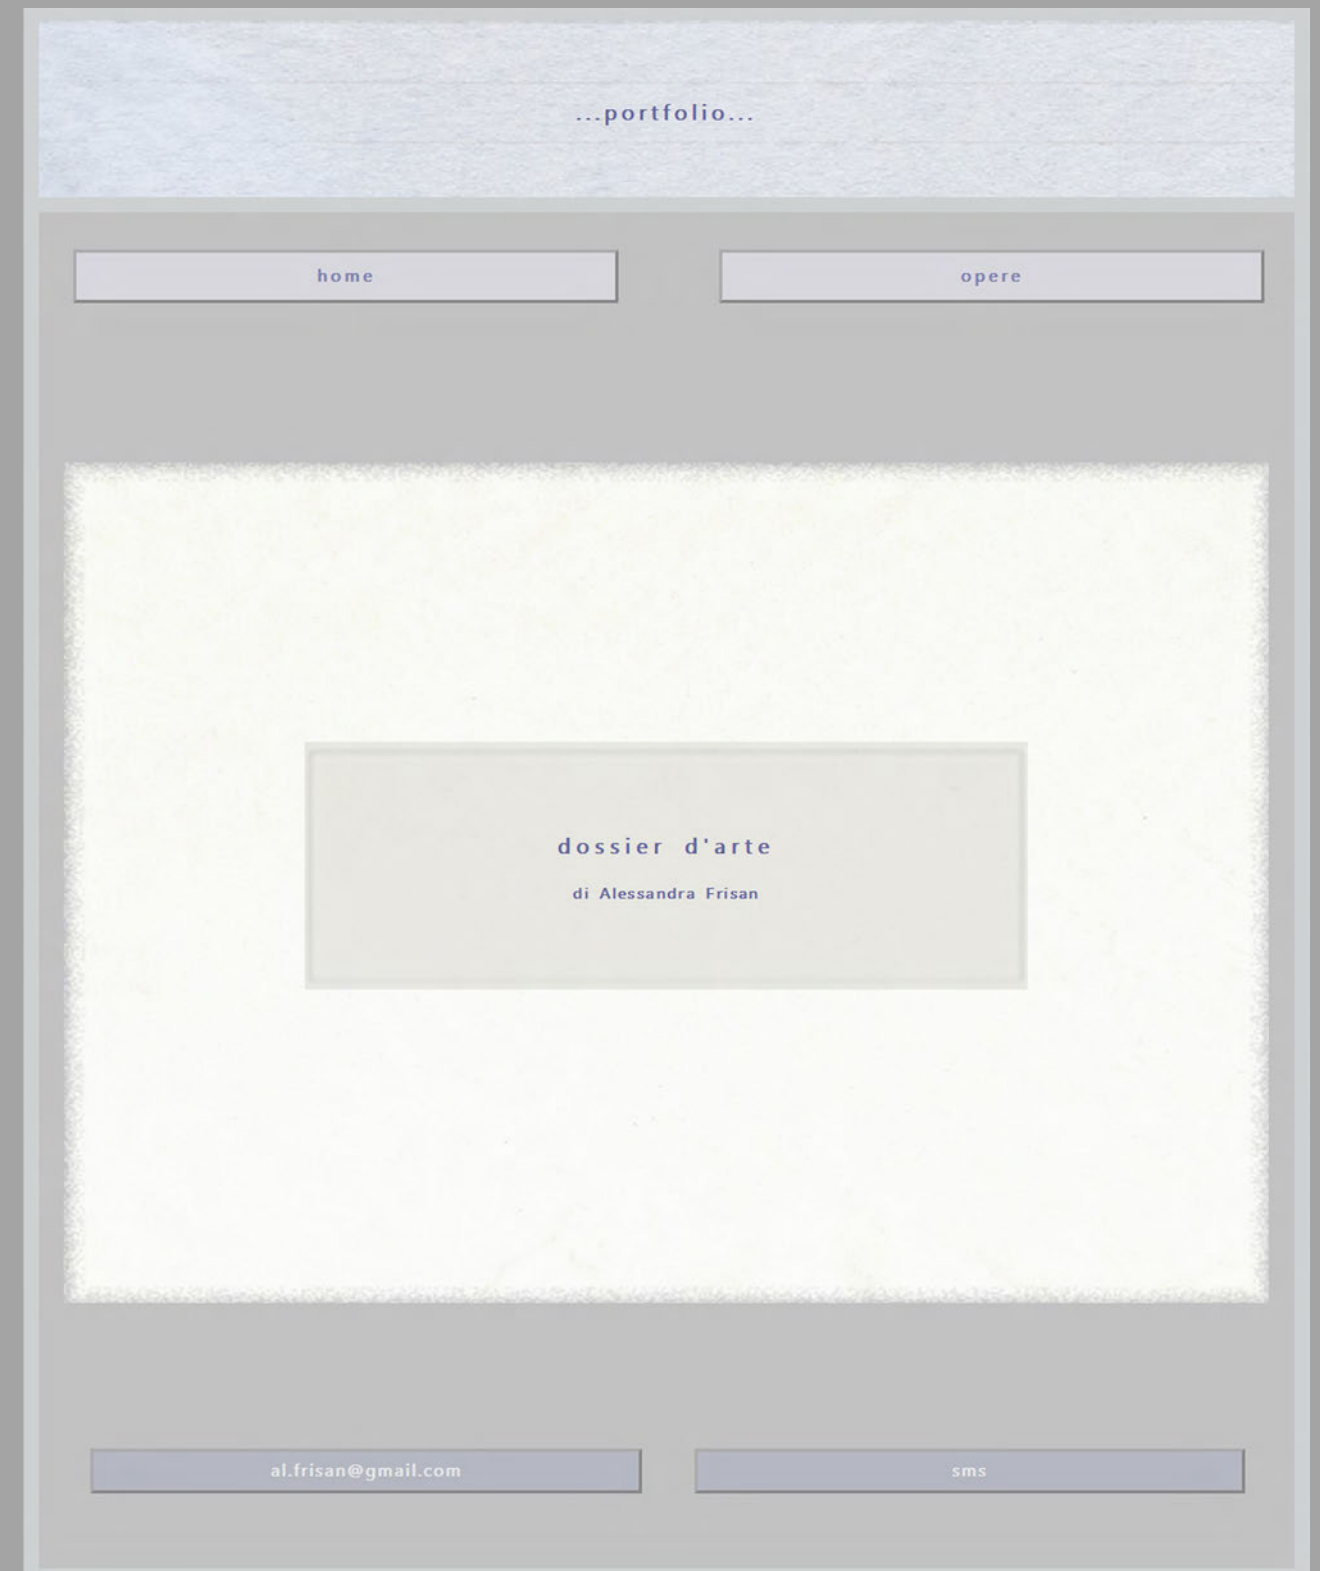 ...portfolio...
home
opere
dossier d'arte
di Alessandra Frisan
al.frisan@gmail.com
sms